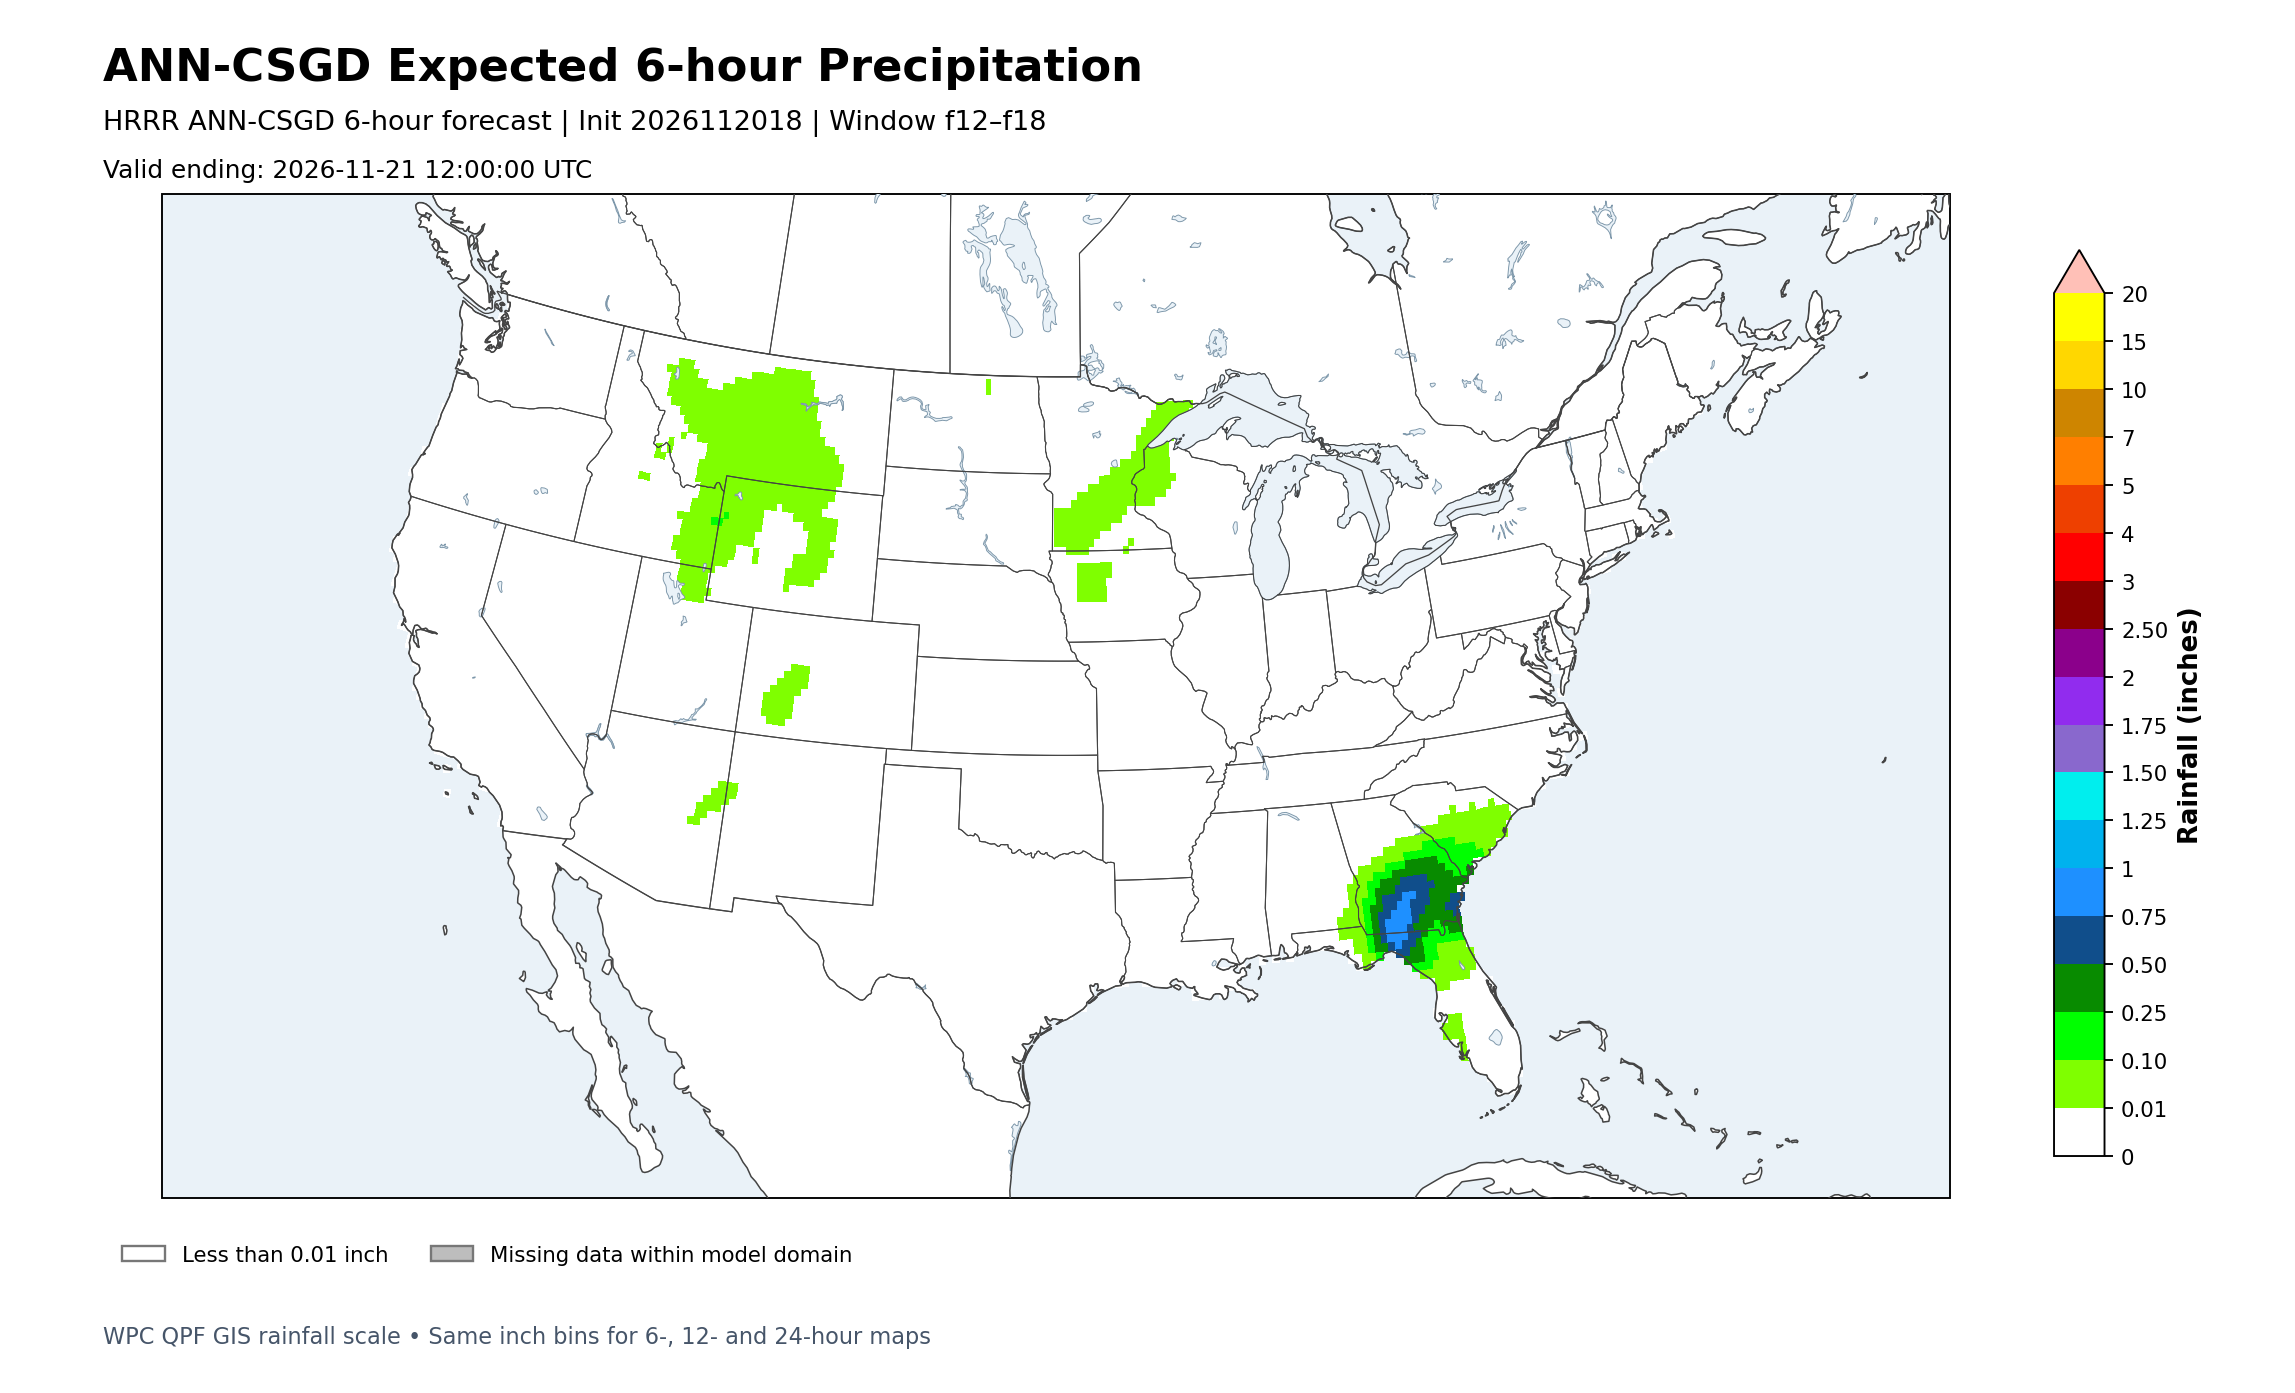 ANN-CSGD Expected 6-hour Precipitation
HRRR ANN-CSGD 6-hour forecast | Init 2026112018 | Window f12–f18
Valid ending: 2026-11-21 12:00:00 UTC
20
15
10
7
5
4
3
2.50
2
1.75
1.50
1.25
1
0.75
0.50
0.25
0.10
0.01
0
Rainfall (inches)
Less than 0.01 inch
Missing data within model domain
WPC QPF GIS rainfall scale • Same inch bins for 6-, 12- and 24-hour maps